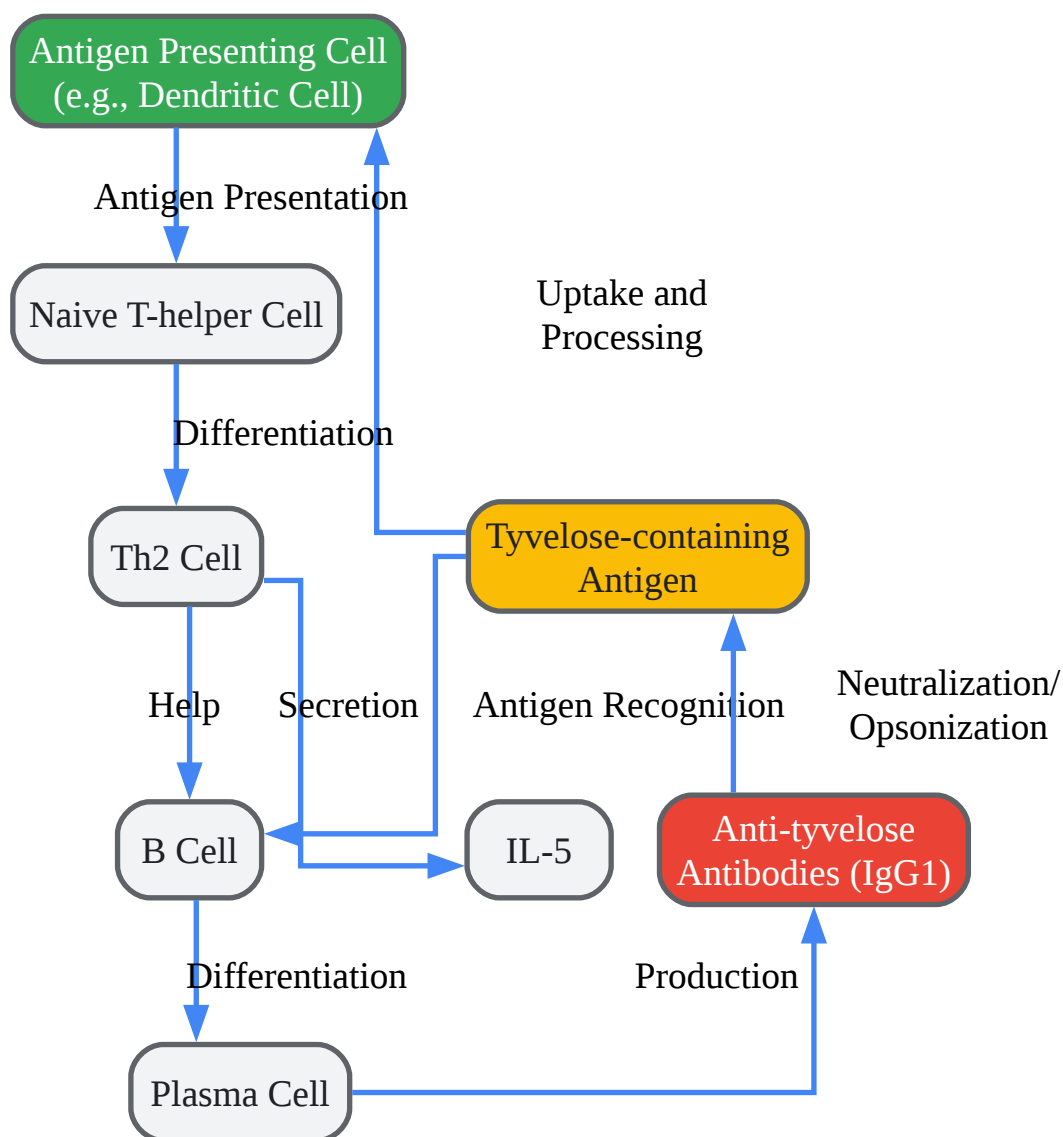 Antigen Presenting Cell
(e.g., Dendritic Cell)
Antigen Presentation
Naive T-helper Cell
Uptake and
Processing
Differentiation
Tyvelose-containing
Antigen
Th2 Cell
Help
Secretion
Antigen Recognition
Neutralization/
Opsonization
B Cell
IL-5
Anti-tyvelose
Antibodies (IgG1)
Differentiation
Production
Plasma Cell